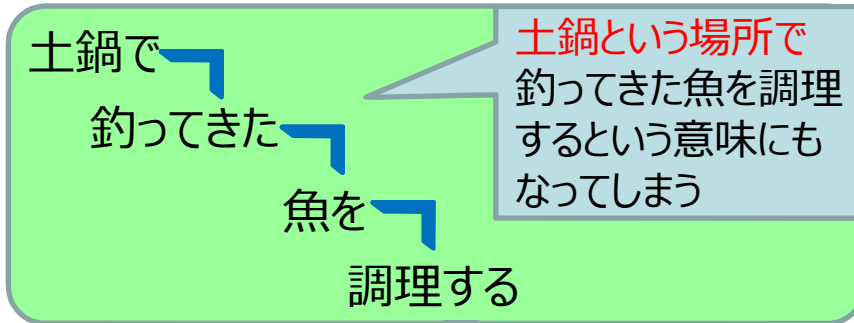 土鍋で
釣ってきた
魚を
調理する
土鍋という場所で
釣ってきた魚を調理
するという意味にも
なってしまう